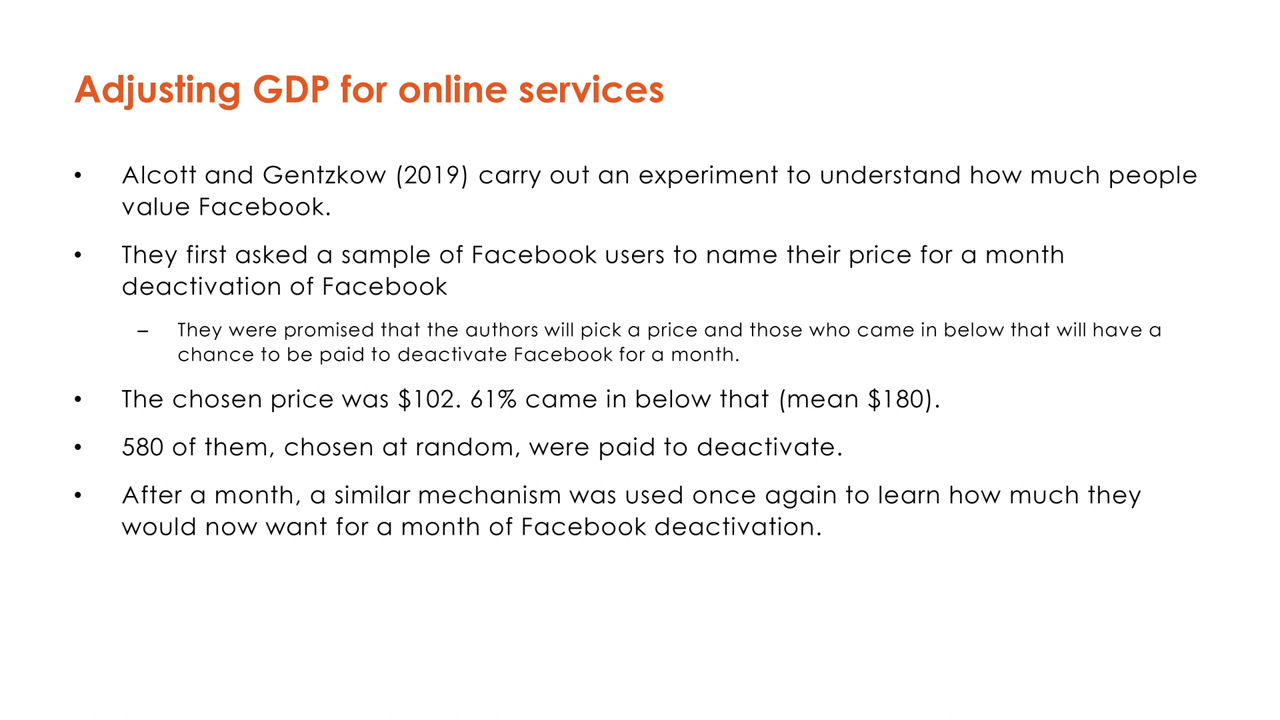 Adjusting GDP for online services
• Alcott and Gentzkow (2019) carry out an experiment to understand how much people
value Facebook.
• They first asked a sample of Facebook users to name their price for a month
deactivation of Facebook
– They were promised that the authors will pick a price and those who came in below that will have a
chance to be paid to deactivate Facebook for a month.
• The chosen price was $102. 61% came in below that (mean $180).
• 580 of them, chosen at random, were paid to deactivate.
• After a month, a similar mechanism was used once again to learn how much they
would now want for a month of Facebook deactivation.